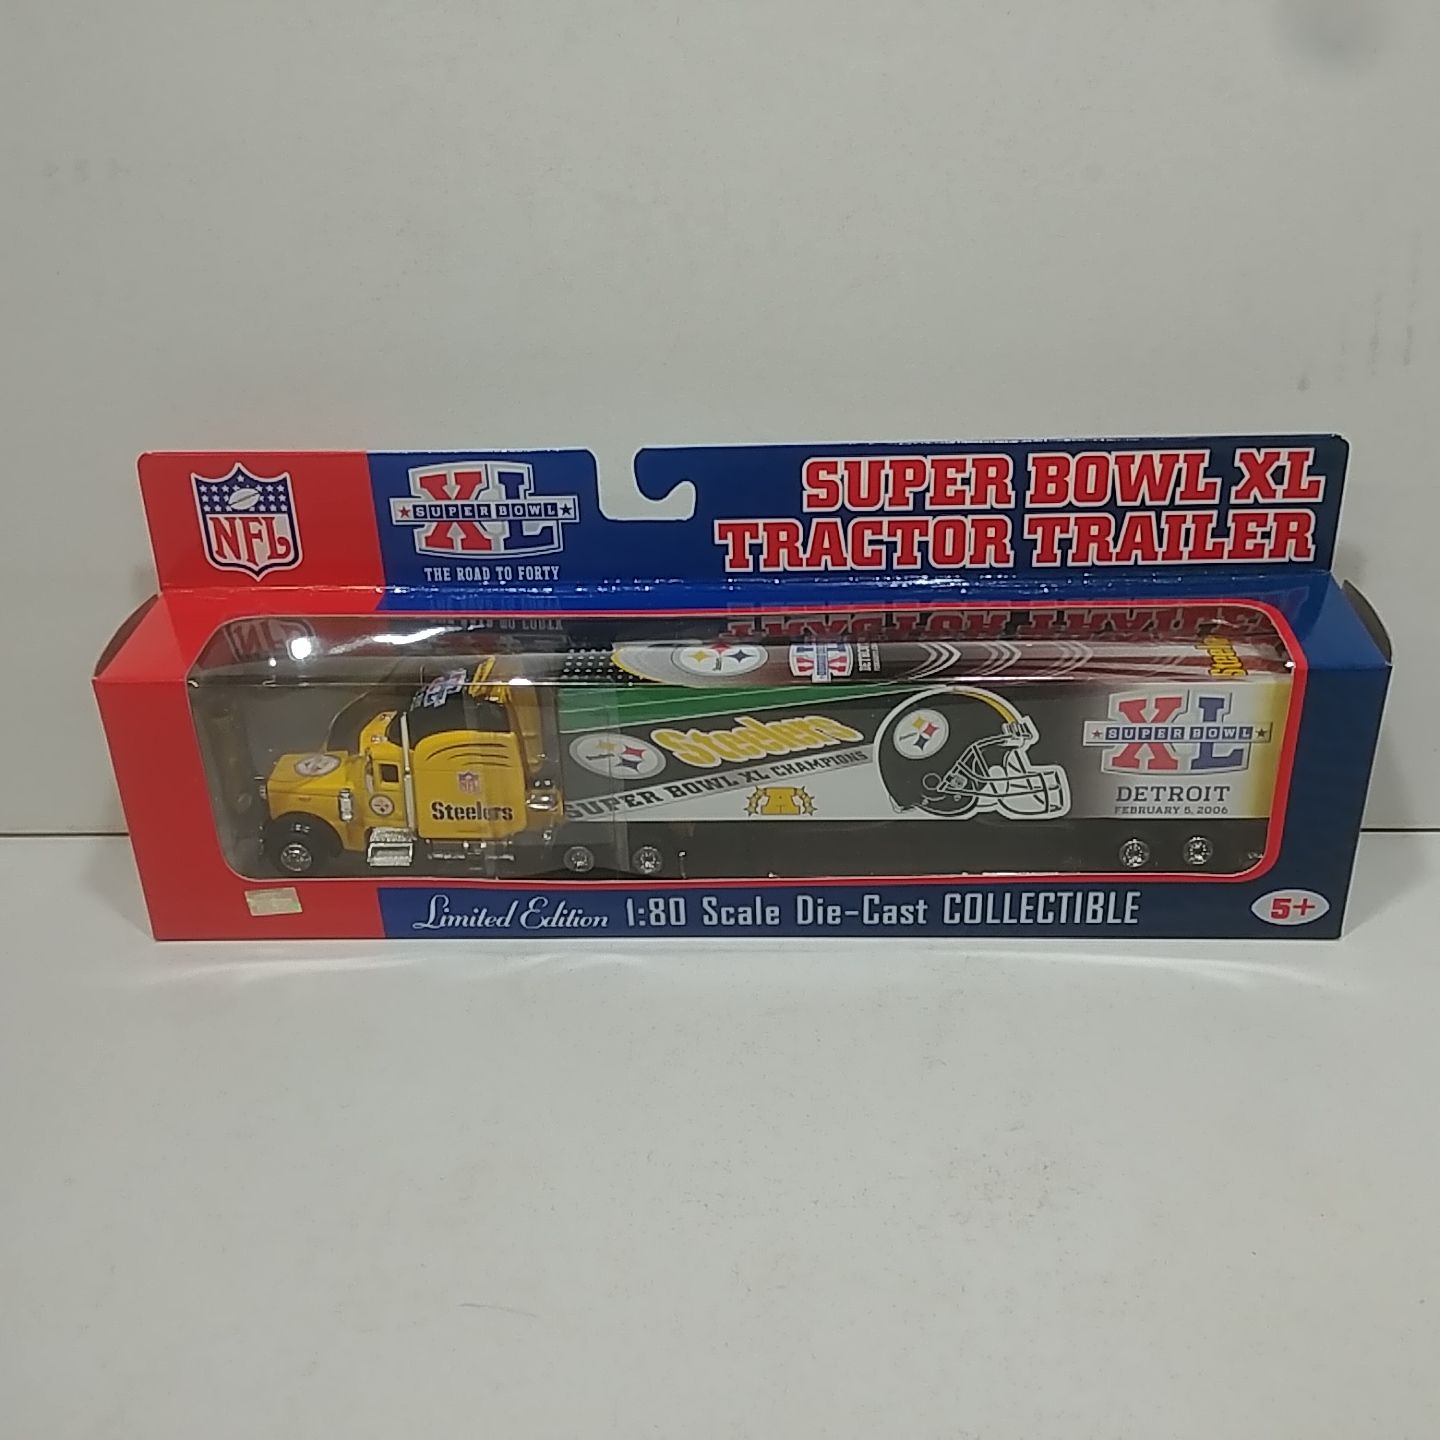 NFL
SUPER BOWL
XL
THE ROAD TO FORTY
SUPER BOWL XL
TRACTOR TRAILER
Steelers
Steelers
SUPER BOWL XL CHAMPIONS
Steelers
XL
SUPER BOWL
DETROIT
FEBRUARY 5, 2006
Limited Edition 1:80 Scale Die-Cast COLLECTIBLE
5+